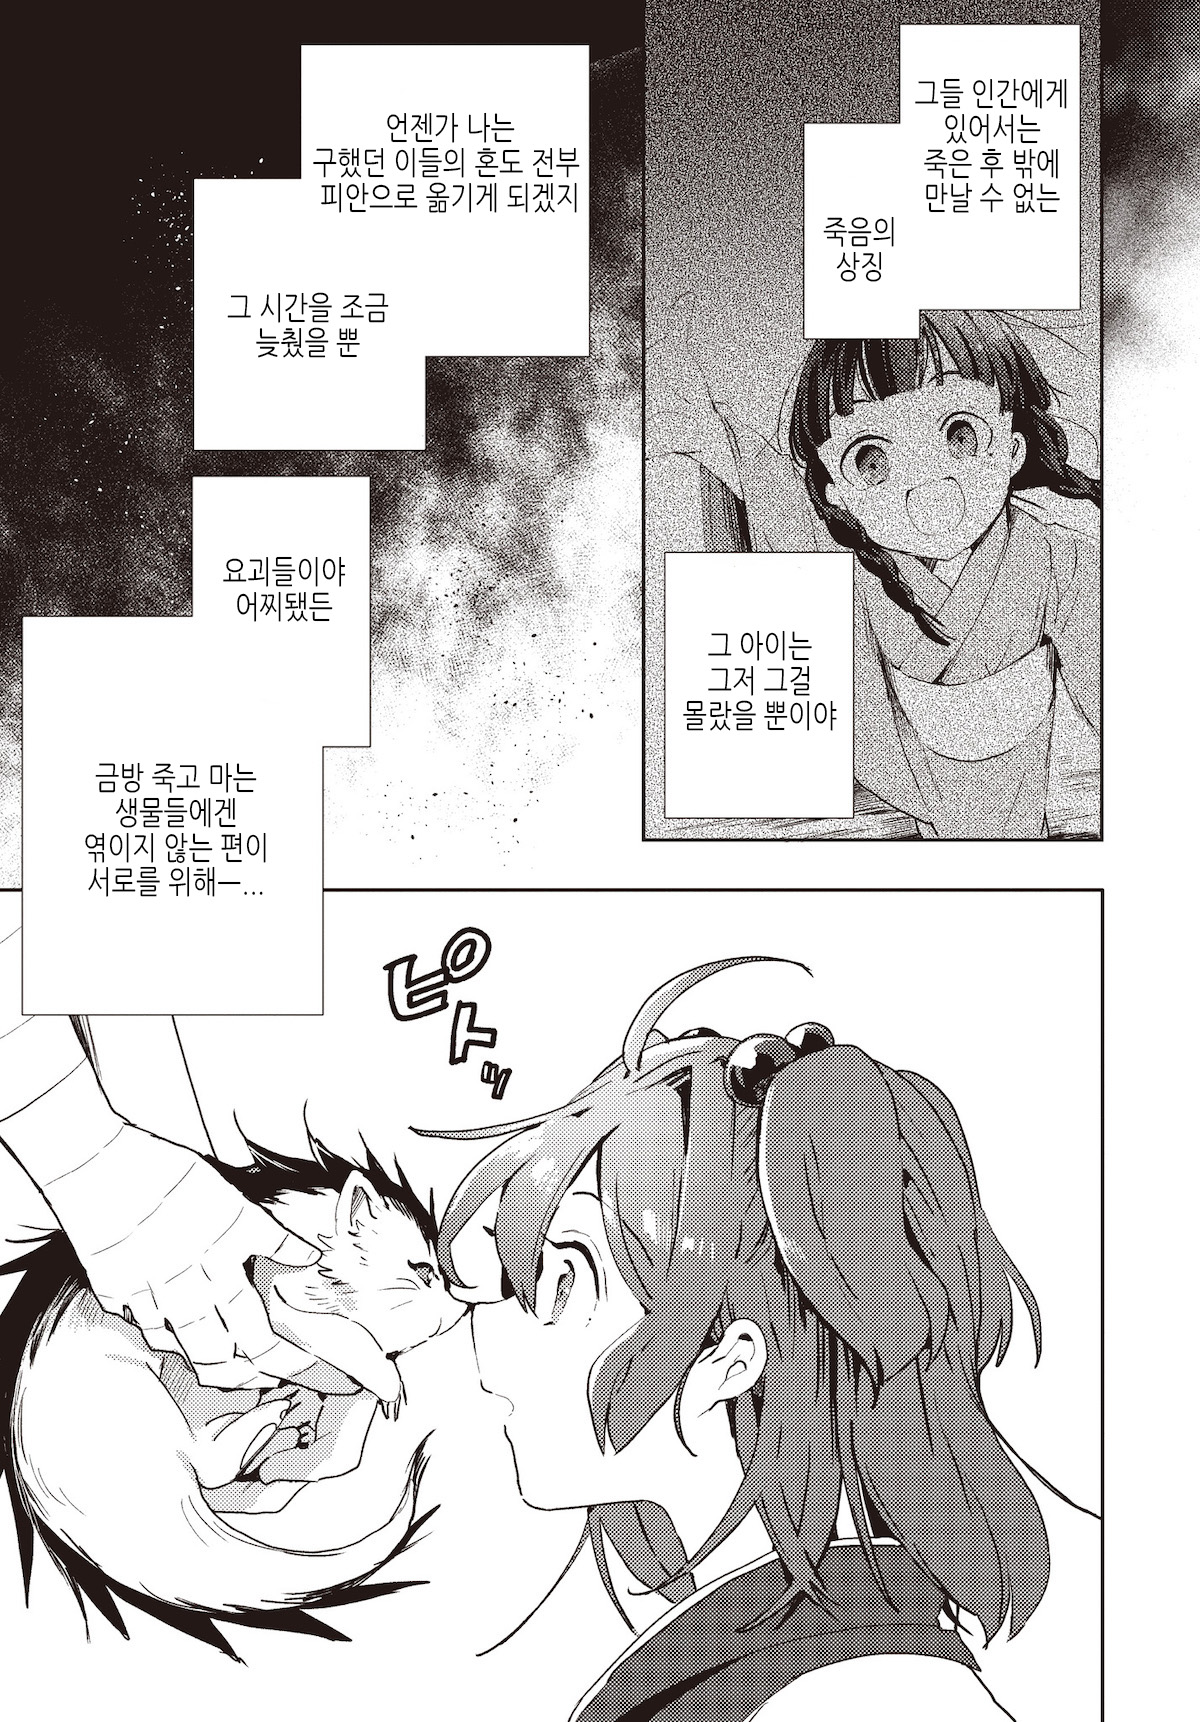 그들 인간에게
있어서는
죽은 후 밖에
만날 수 없는
죽음의
상징
그 아이는
그저 그걸
몰랐을 뿐이야
언젠가 나는
구했던 이들의 혼도 전부
피안으로 옮기게 되겠지
그 시간을 조금
늦췄을 뿐
요괴들이야
어찌됐든
금방 죽고 마는
생물들에겐
엮이지 않는 편이
서로를 위해ㅡ…
ピトッ